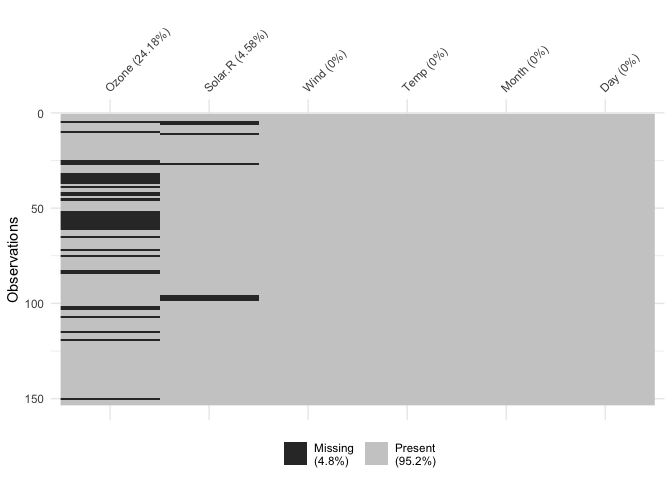 Ozone (24.18%)
Solar.R (4.58%)
Wind (0%)
Temp (0%)
Month (0%)
Day (0%)
0
50
100
150
Observations
Missing
(4.8%)
Present
(95.2%)